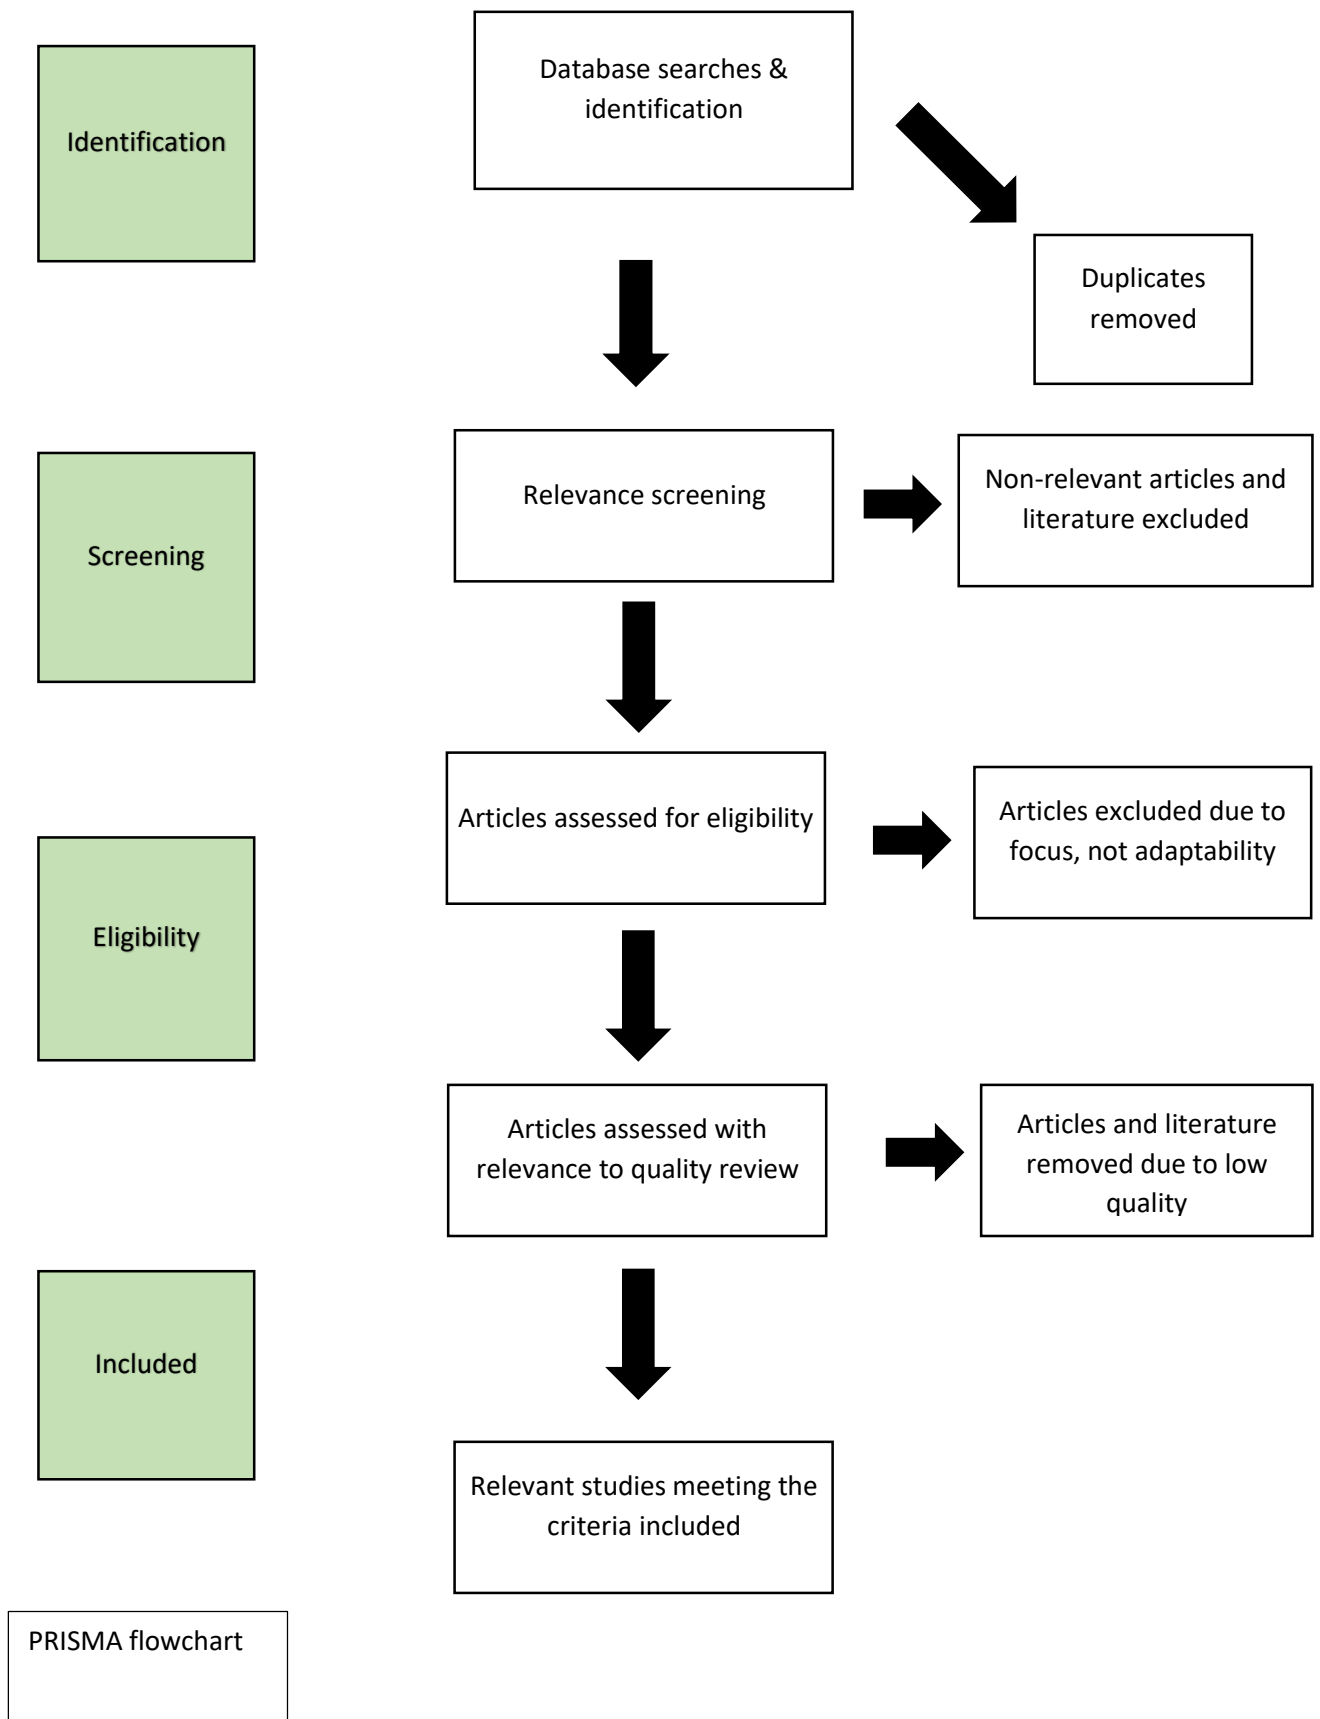 Identification
Database searches &
identification
Duplicates
removed
Screening
Relevance screening
Non-relevant articles and
literature excluded
Eligibility
Articles assessed for eligibility
Articles excluded due to
focus, not adaptability
Articles assessed with
relevance to quality review
Articles and literature
removed due to low
quality
Included
Relevant studies meeting the
criteria included
PRISMA flowchart